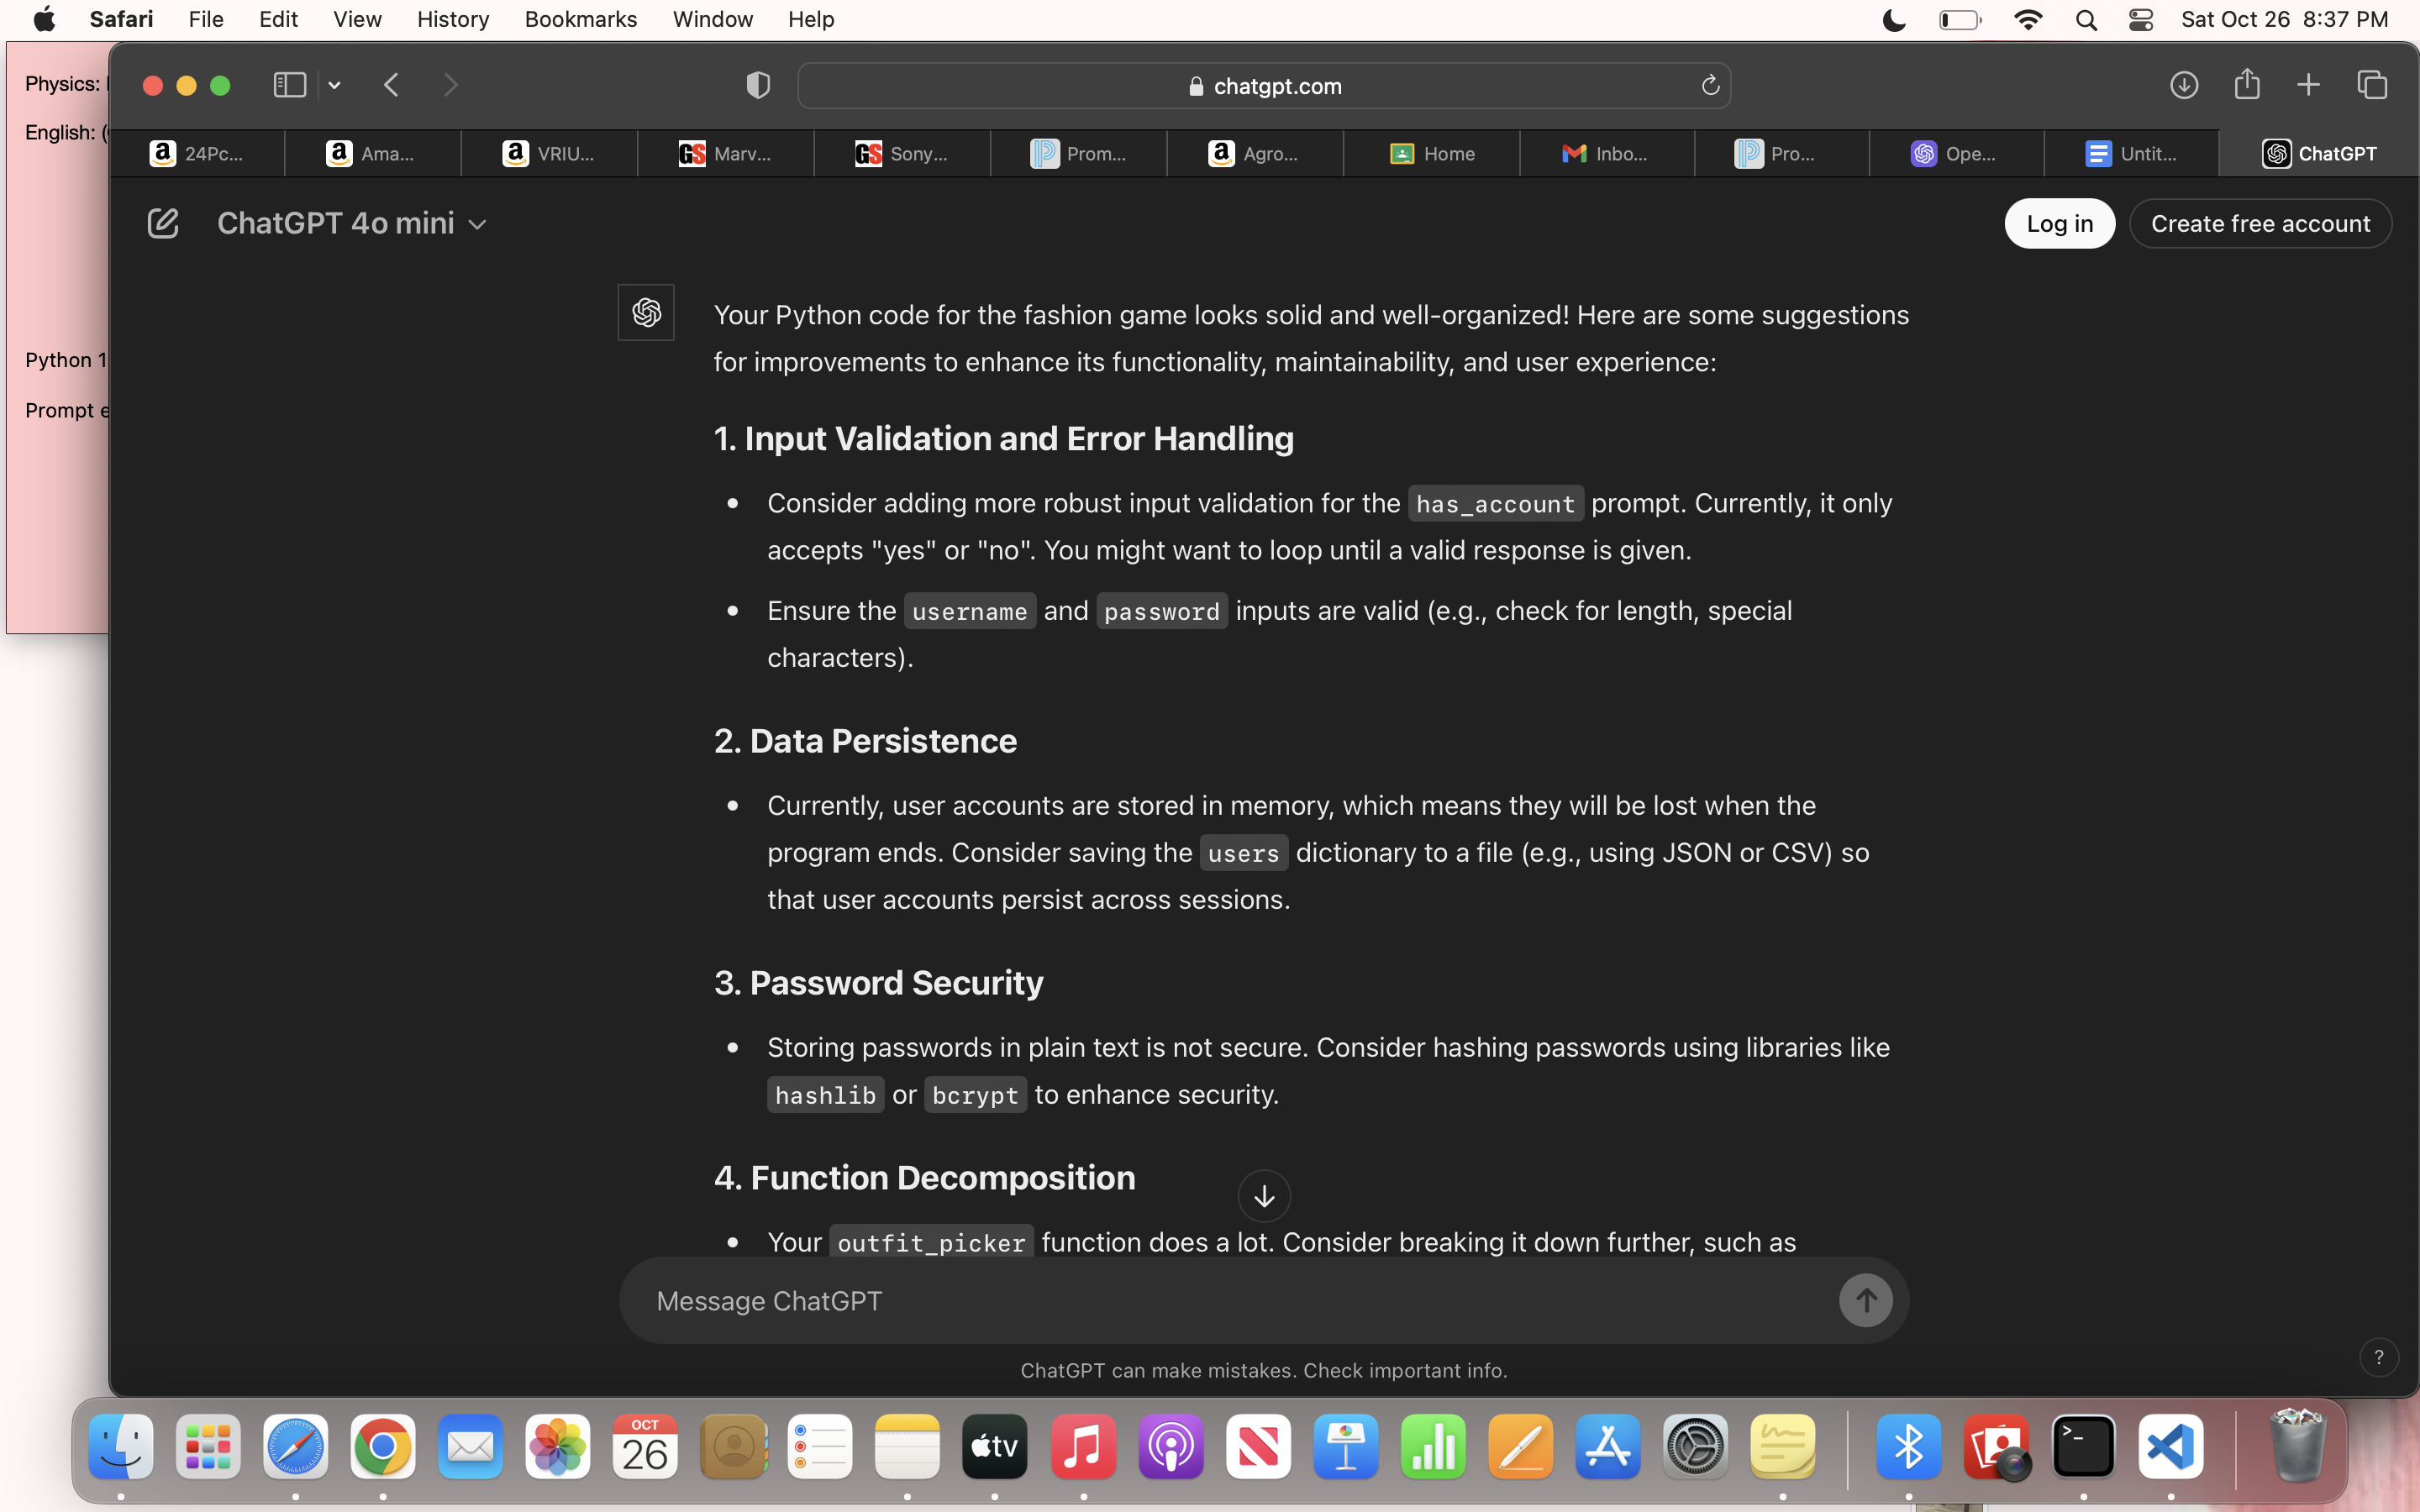 Safari File Edit View History Bookmarks Window Help Sat Oct 26 8:37 PM
Physics:
English: (
Python 1
Prompt e
chatgpt.com
24Pc... Ama... VRIU... Marv... Sony... Prom... Agro... Home Inbo... Pro... Ope... Untit... ChatGPT
ChatGPT 4o mini Log in Create free account
Your Python code for the fashion game looks solid and well-organized! Here are some suggestions
for improvements to enhance its functionality, maintainability, and user experience:
1. Input Validation and Error Handling
• Consider adding more robust input validation for the has_account prompt. Currently, it only
accepts "yes" or "no". You might want to loop until a valid response is given.
• Ensure the username and password inputs are valid (e.g., check for length, special
characters).
2. Data Persistence
• Currently, user accounts are stored in memory, which means they will be lost when the
program ends. Consider saving the users dictionary to a file (e.g., using JSON or CSV) so
that user accounts persist across sessions.
3. Password Security
• Storing passwords in plain text is not secure. Consider hashing passwords using libraries like
hashlib or bcrypt to enhance security.
4. Function Decomposition
• Your outfit_picker function does a lot. Consider breaking it down further, such as
Message ChatGPT
ChatGPT can make mistakes. Check important info.
?
OCT
26
tv
>_